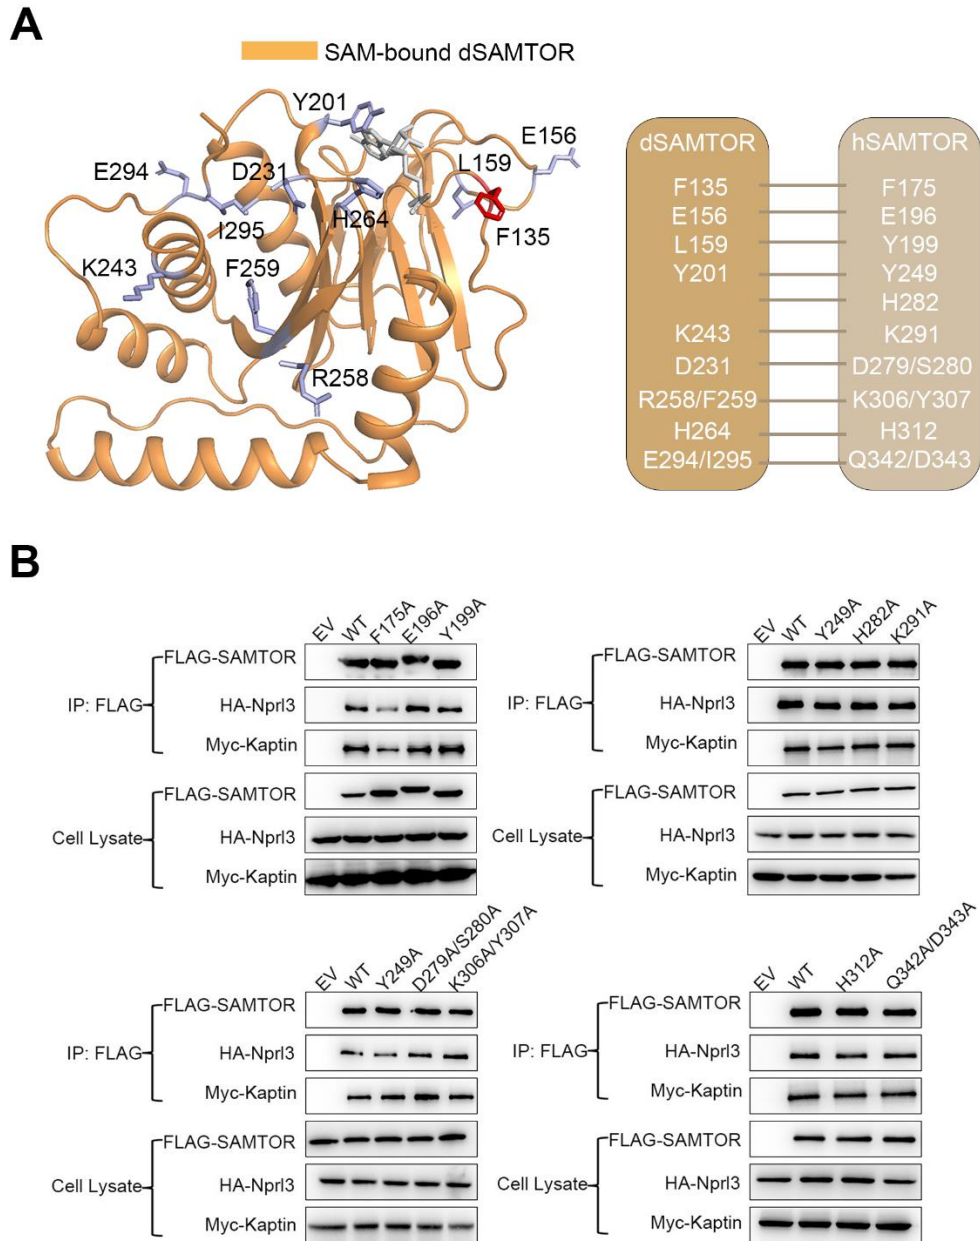 A
SAM-bound dSAMTOR
Y201
E156
L159
E294
D231
H264
F135
I295
K243
F259
R258
dSAMTOR hSAMTOR
F135 F175
E156 E196
L159 Y199
Y201 Y249
H282
K243 K291
D231 D279/S280
R258/F259 K306/Y307
H264 H312
E294/I295 Q342/D343
B
EV WT F175A E196A Y199A
IP: FLAG
FLAG-SAMTOR
HA-Nprl3
Myc-Kaptin
Cell Lysate
FLAG-SAMTOR
HA-Nprl3
Myc-Kaptin
EV WT Y249A H282A K291A
IP: FLAG
FLAG-SAMTOR
HA-Nprl3
Myc-Kaptin
Cell Lysate
FLAG-SAMTOR
HA-Nprl3
Myc-Kaptin
EV WT Y249A D279A/S280A K306A/Y307A
IP: FLAG
FLAG-SAMTOR
HA-Nprl3
Myc-Kaptin
Cell Lysate
FLAG-SAMTOR
HA-Nprl3
Myc-Kaptin
EV WT H312A Q342A/D343A
IP: FLAG
FLAG-SAMTOR
HA-Nprl3
Myc-Kaptin
Cell Lysate
FLAG-SAMTOR
HA-Nprl3
Myc-Kaptin